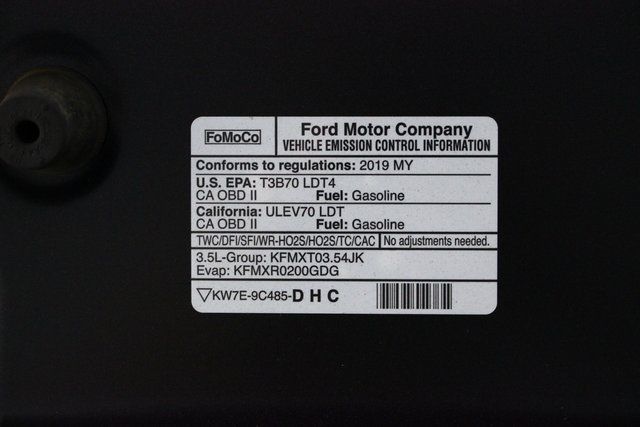 FoMoCo
Ford Motor Company
VEHICLE EMISSION CONTROL INFORMATION
Conforms to regulations: 2019 MY
U.S. EPA: T3B70 LDT4
CA OBD II Fuel: Gasoline
California: ULEV70 LDT
CA OBD II Fuel: Gasoline
TWC/DFI/SFI/WR-HO2S/HO2S/TC/CAC No adjustments needed.
3.5L-Group: KFMXT03.54JK
Evap: KFMXR0200GDG
▽KW7E-9C485-D H C